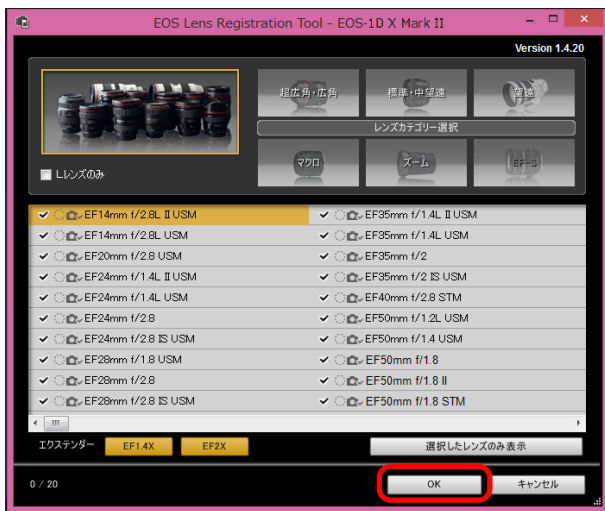 EOS Lens Registration Tool - EOS-1D X Mark II
Version 1.4.20
超広角・広角
標準・中望遠
望遠
レンズカテゴリー選択
マクロ
ズーム
EF-S
Lレンズのみ
EF14mm f/2.8L II USM
EF35mm f/1.4L II USM
EF14mm f/2.8L USM
EF35mm f/1.4L USM
EF20mm f/2.8 USM
EF35mm f/2
EF24mm f/1.4L II USM
EF35mm f/2 IS USM
EF24mm f/1.4L USM
EF40mm f/2.8 STM
EF24mm f/2.8
EF50mm f/1.2L USM
EF24mm f/2.8 IS USM
EF50mm f/1.4 USM
EF28mm f/1.8 USM
EF50mm f/1.8
EF28mm f/2.8
EF50mm f/1.8 II
EF28mm f/2.8 IS USM
EF50mm f/1.8 STM
エクステンダー
EF1.4X
EF2X
選択したレンズのみ表示
0 / 20
OK
キャンセル